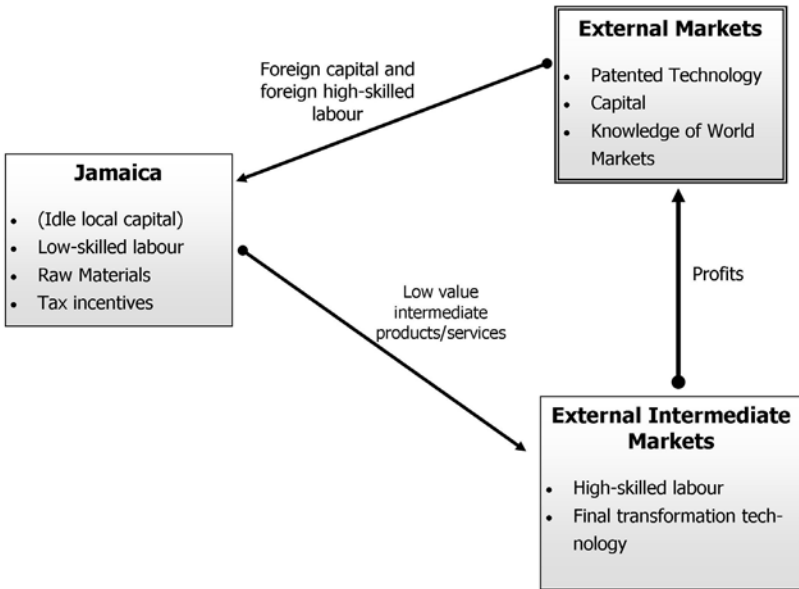 External Markets
• Patented Technology
• Capital
• Knowledge of World
Markets
Foreign capital and
foreign high-skilled
labour
Jamaica
• (Idle local capital)
• Low-skilled labour
• Raw Materials
• Tax incentives
Low value
intermediate
products/services
Profits
External Intermediate
Markets
• High-skilled labour
• Final transformation tech-
nology